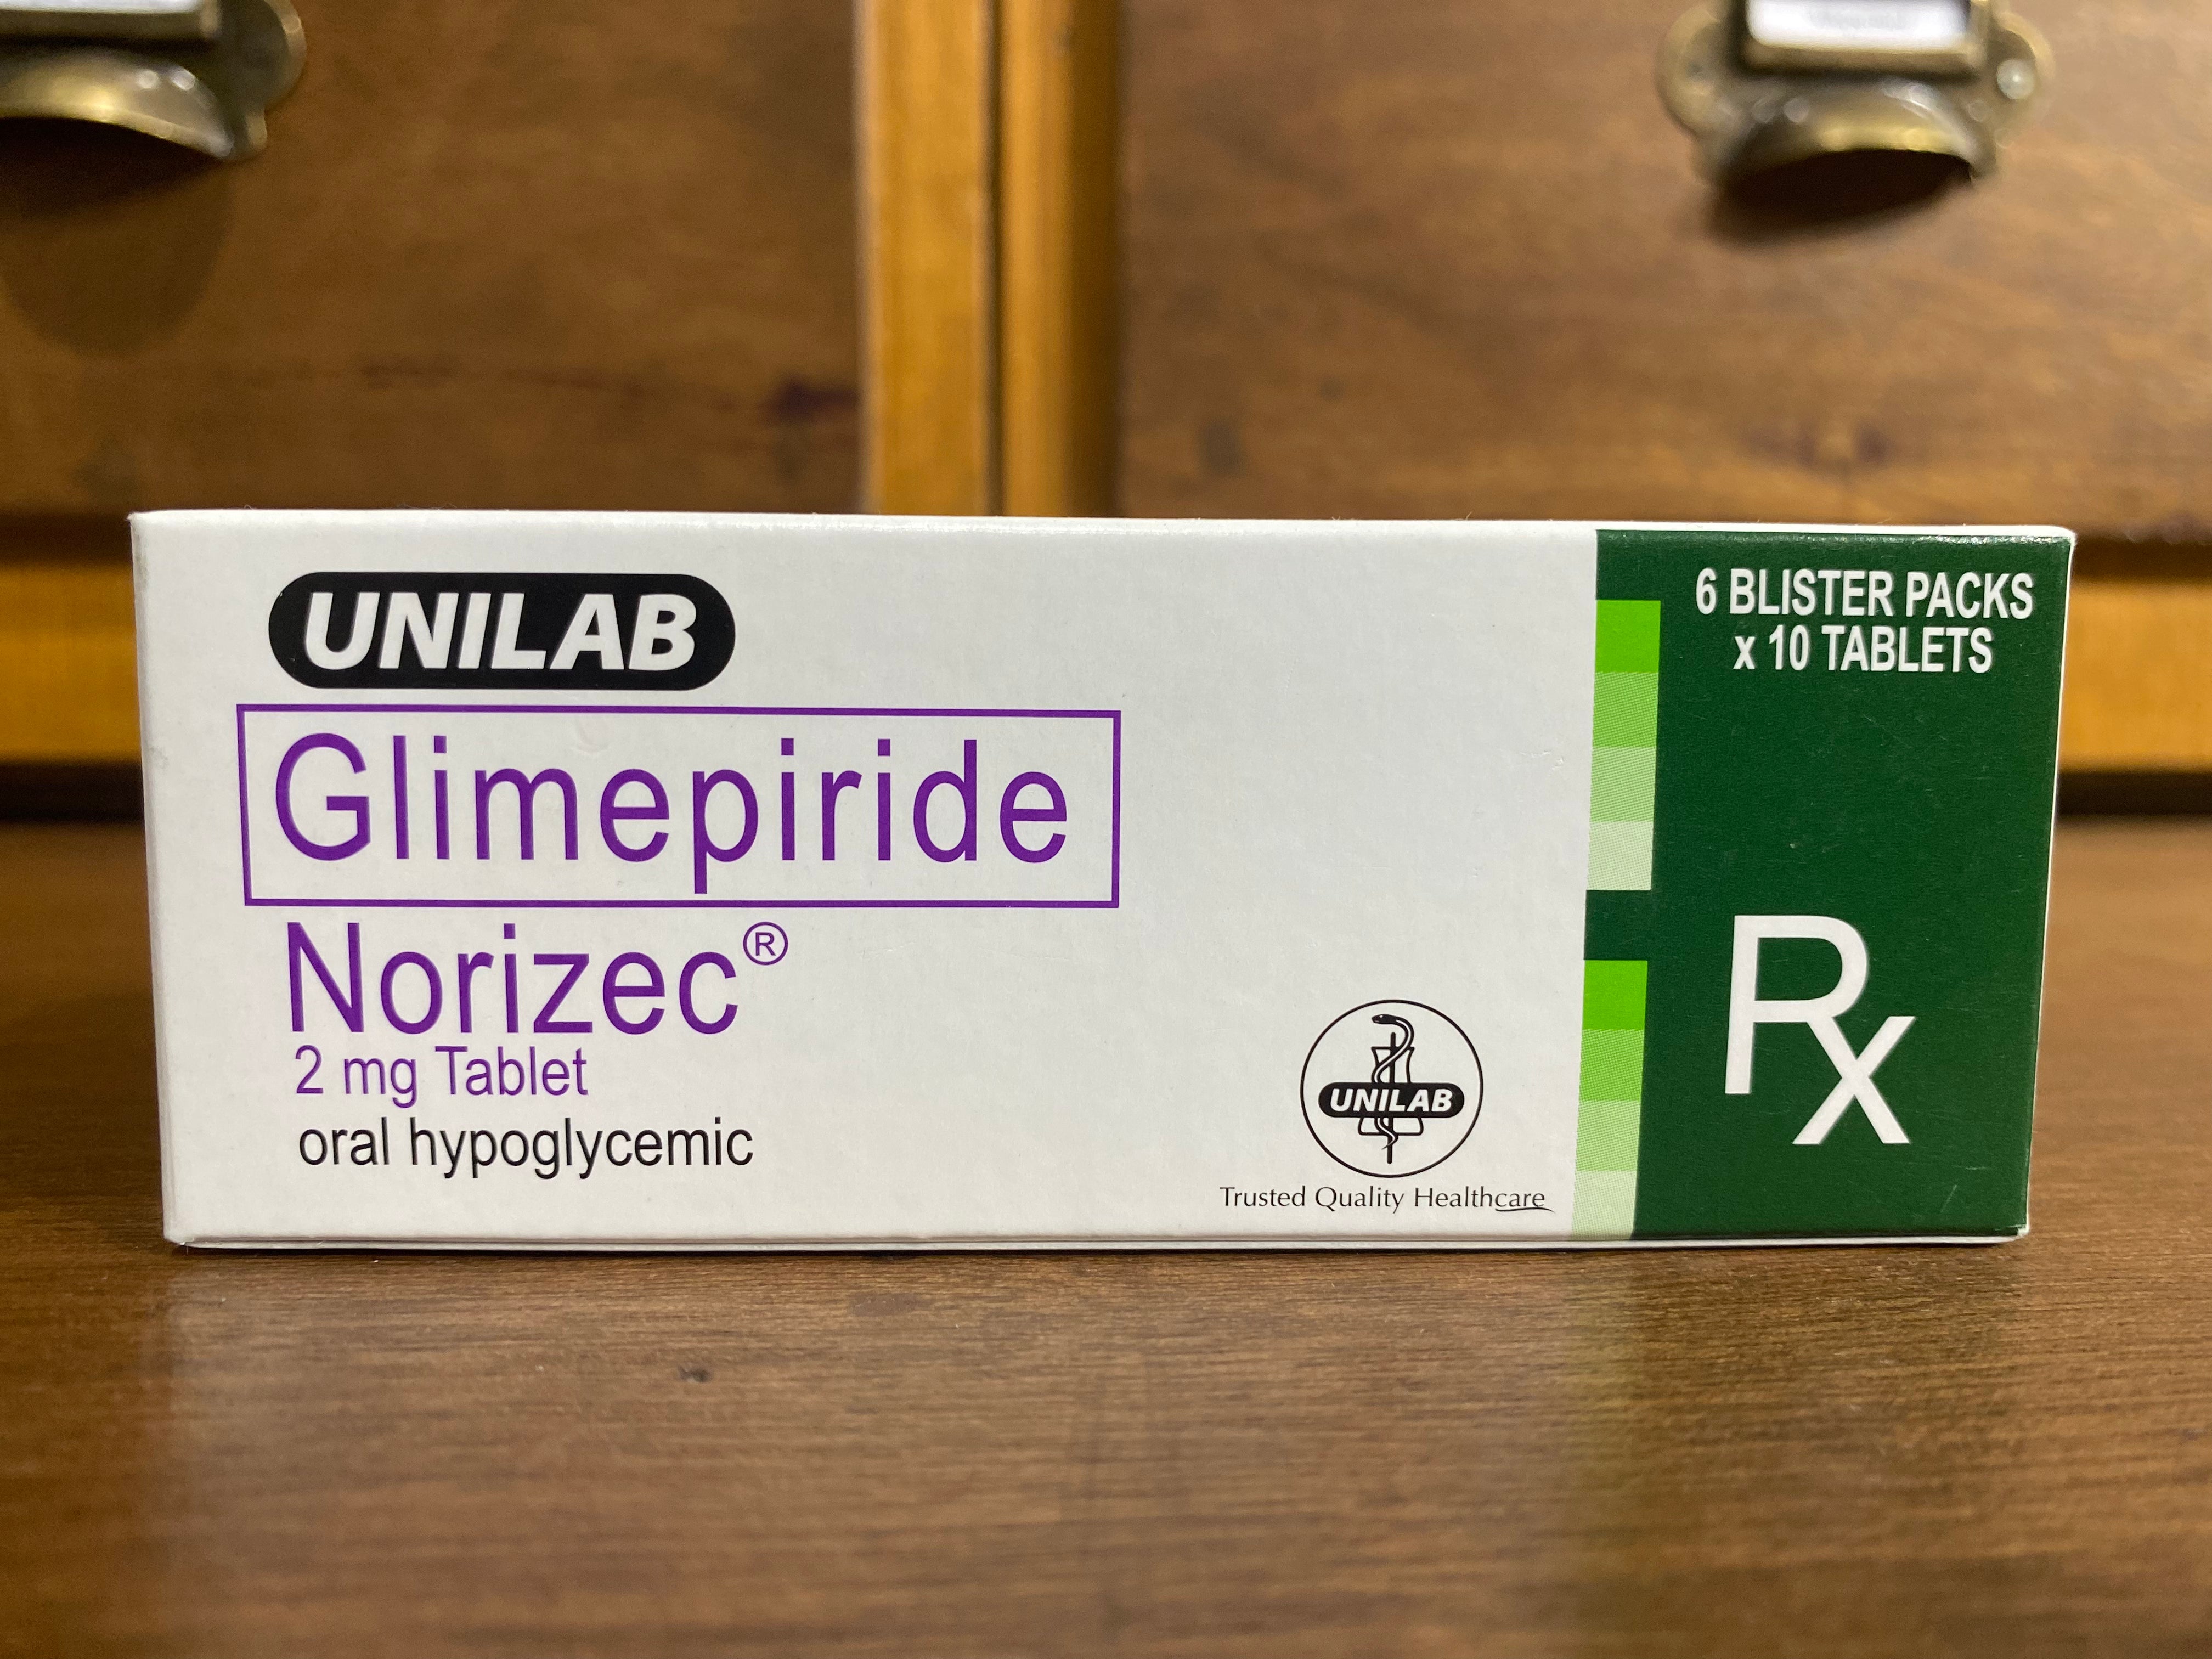 UNILAB
Glimepiride
Norizec®
2 mg Tablet
oral hypoglycemic
UNILAB
Trusted Quality Healthcare
6 BLISTER PACKS
x 10 TABLETS
Rx